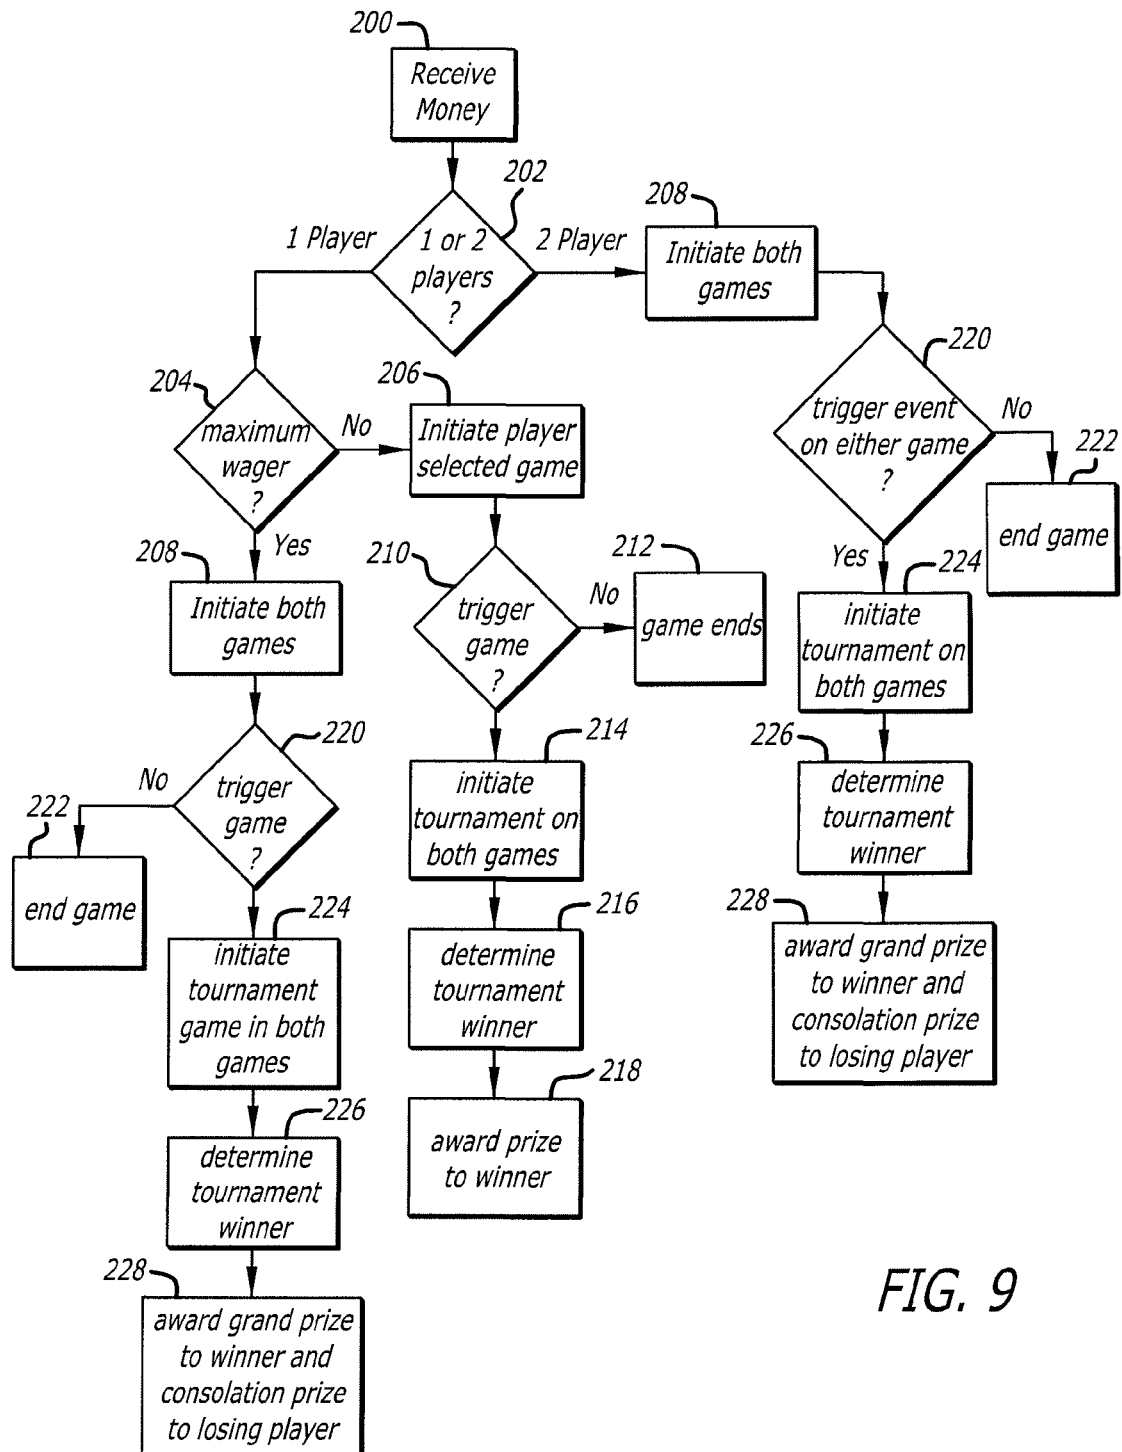 200
Receive
Money
202
1 or 2
players
?
1 Player
2 Player
208
Initiate both
games
204
maximum
wager
?
No
Yes
206
Initiate player
selected game
220
trigger event
on either game
?
No
Yes
222
end game
208
Initiate both
games
210
trigger
game
?
No
212
game ends
224
initiate
tournament on
both games
220
trigger
game
?
No
222
end game
214
initiate
tournament on
both games
226
determine
tournament
winner
224
initiate
tournament
game in both
games
216
determine
tournament
winner
228
award grand prize
to winner and
consolation prize
to losing player
226
determine
tournament
winner
218
award prize
to winner
228
award grand prize
to winner and
consolation prize
to losing player
FIG. 9